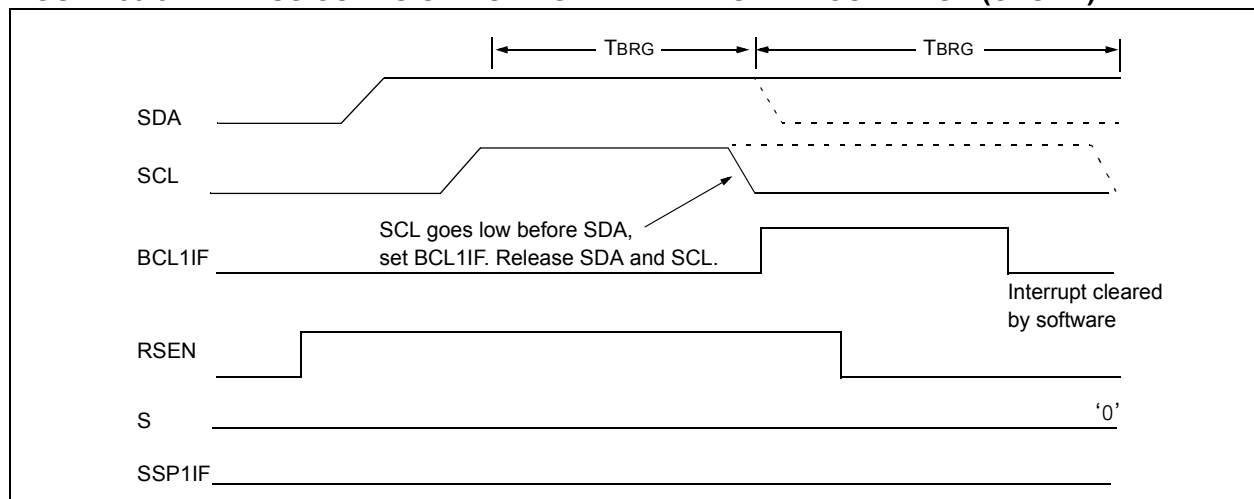 TBRG TBRG
SDA
SCL
SCL goes low before SDA,
set BCL1IF. Release SDA and SCL.
BCL1IF
Interrupt cleared
by software
RSEN
S
‘0’
SSP1IF